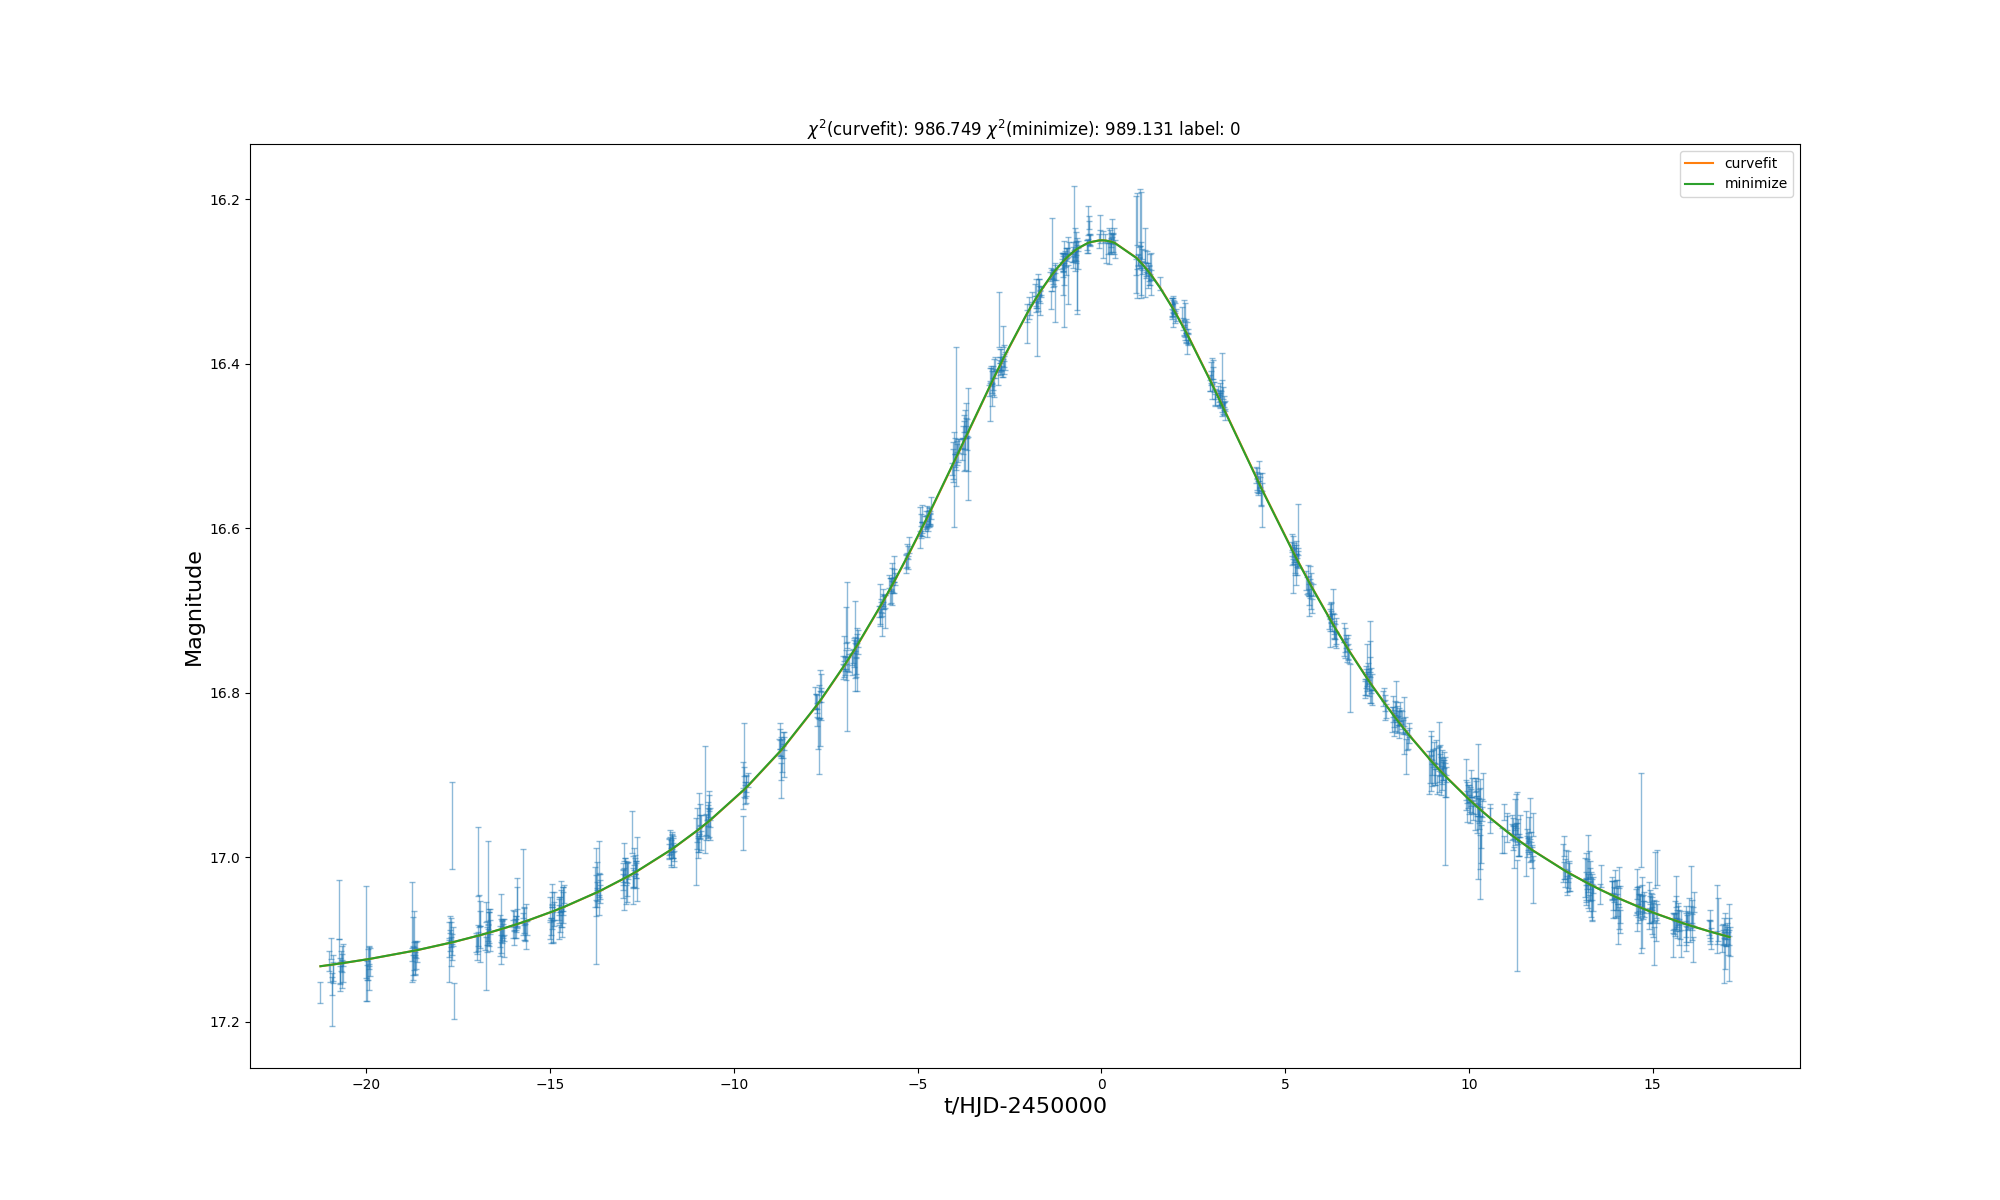 χ²(curvefit): 986.749 χ²(minimize): 989.131 label: 0
curvefit
minimize
16.2
16.4
16.6
16.8
17.0
17.2
Magnitude
−20 −15 −10 −5 0 5 10 15
t/HJD-2450000